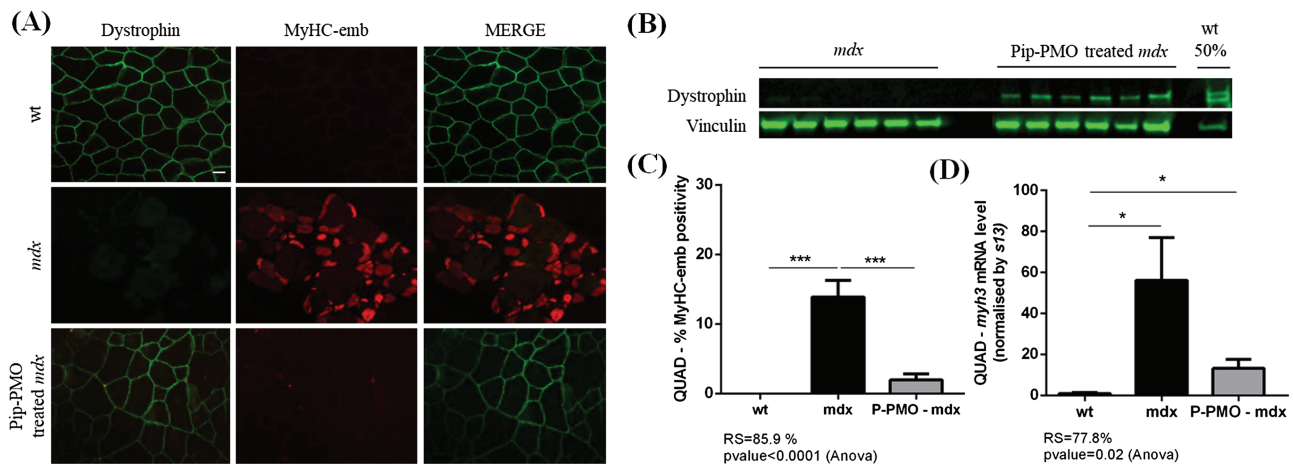 (A)
Dystrophin MyHC-emb MERGE
wt
mdx
Pip-PMO
treated mdx
(B)
mdx
Pip-PMO treated mdx
wt
50%
Dystrophin
Vinculin
(C)
QUAD - % MyHC-emb positivity
30
20
10
0
***
***
wt mdx P-PMO - mdx
RS=85.9 %
pvalue<0.0001 (Anova)
(D)
QUAD - myh3 mRNA level
(normalised by s13)
100
80
60
40
20
0
*
*
wt mdx P-PMO - mdx
RS=77.8%
pvalue=0.02 (Anova)